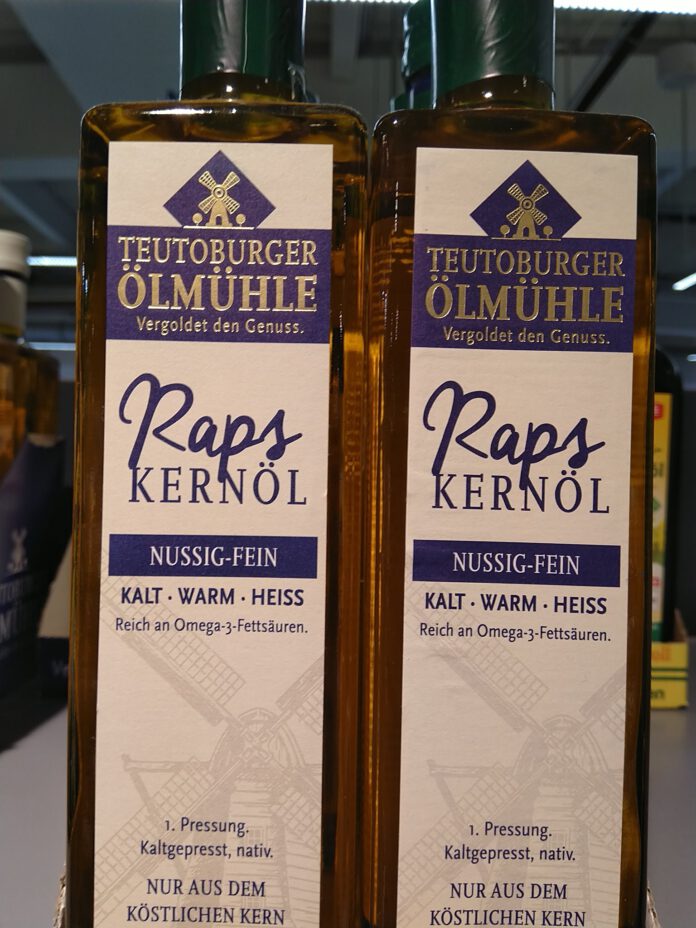 TEUTOBURGER
ÖLMÜHLE
Vergoldet den Genuss.
Raps
KERNÖL
NUSSIG-FEIN
KALT · WARM · HEISS
Reich an Omega-3-Fettsäuren.
1. Pressung.
Kaltgepresst, nativ.
NUR AUS DEM
KÖSTLICHEN KERN
TEUTOBURGER
ÖLMÜHLE
Vergoldet den Genuss.
Raps
KERNÖL
NUSSIG-FEIN
KALT · WARM · HEISS
Reich an Omega-3-Fettsäuren.
1. Pressung.
Kaltgepresst, nativ.
NUR AUS DEM
KÖSTLICHEN KERN